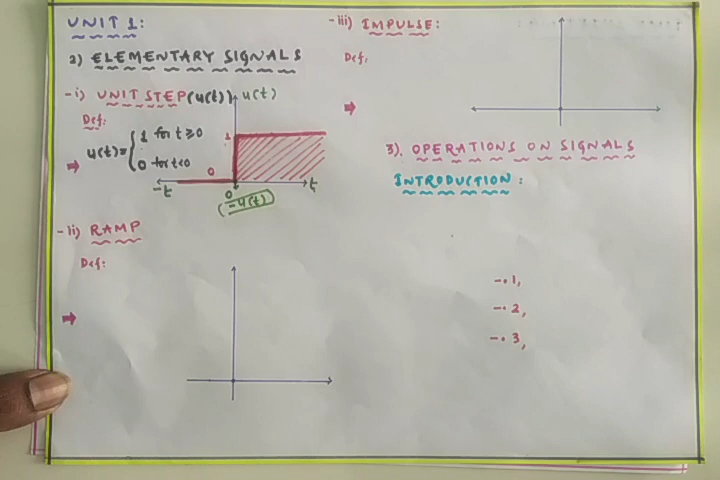 UNIT 1:
2) ELEMENTARY SIGNALS
-i) UNIT STEP (u(t)) u(t)
Def:
u(t)= { 1 for t ≥ 0
0 for t<0
1
0
-t 0 t
(-u(t))
-ii) RAMP
Def:
-iii) IMPULSE:
Def,
3). OPERATIONS ON SIGNALS
INTRODUCTION:
-. 1,
-. 2,
-. 3,